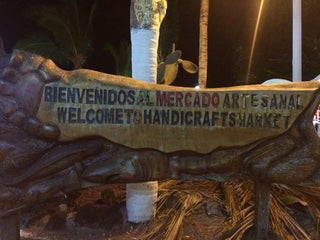 BIENVENIDOS AL MERCADO ARTESANAL
WELCOME TO HANDICRAFTS MARKET